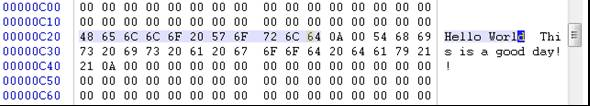 00000C00 00 00 00 00 00 00 00 00 00 00 00 00 00 00 00 00
00000C10 00 00 00 00 00 00 00 00 00 00 00 00 00 00 00 00
00000C20 48 65 6C 6C 6F 20 57 6F 72 6C 64 0A 00 54 68 69 Hello World Thi
00000C30 73 20 69 73 20 61 20 67 6F 6F 64 20 64 61 79 21 s is a good day!
00000C40 21 0A 00 00 00 00 00 00 00 00 00 00 00 00 00 00 !
00000C50 00 00 00 00 00 00 00 00 00 00 00 00 00 00 00 00
00000C60 00 00 00 00 00 00 00 00 00 00 00 00 00 00 00 00